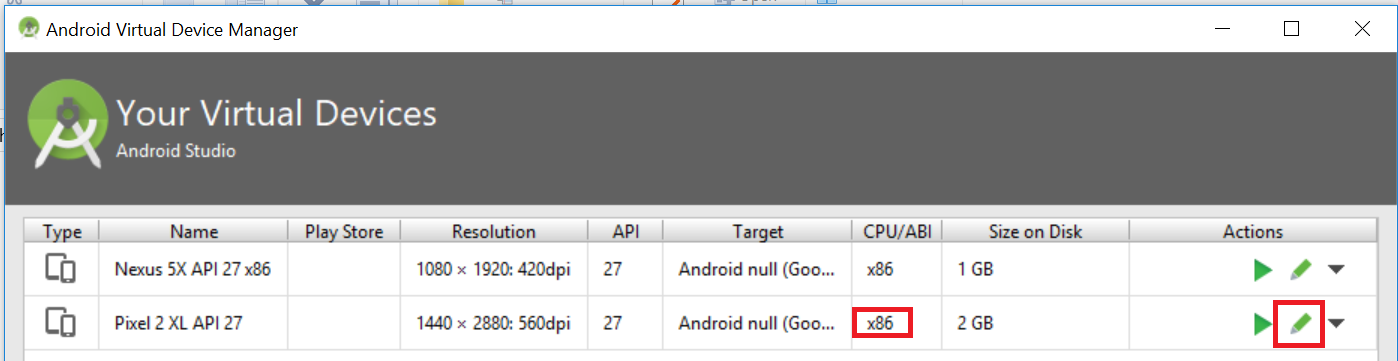 Open
Android Virtual Device Manager
Your Virtual Devices
Android Studio
Type Name Play Store Resolution API Target CPU/ABI Size on Disk Actions
Nexus 5X API 27 x86 1080 × 1920: 420dpi 27 Android null (Goo... x86 1 GB
Pixel 2 XL API 27 1440 × 2880: 560dpi 27 Android null (Goo... x86 2 GB